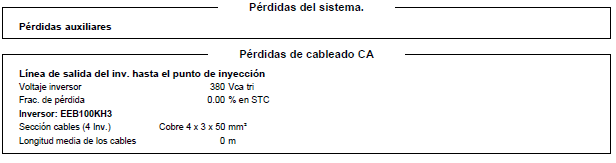 Pérdidas del sistema.
Pérdidas auxiliares
Pérdidas de cableado CA
Línea de salida del inv. hasta el punto de inyección
Voltaje inversor 380 Vca tri
Frac. de pérdida 0.00 % en STC
Inversor: EEB100KH3
Sección cables (4 Inv.) Cobre 4 x 3 x 50 mm²
Longitud media de los cables 0 m